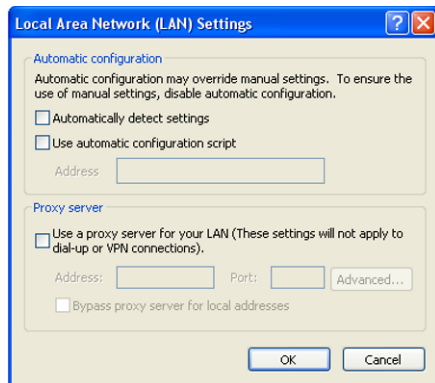 Local Area Network (LAN) Settings
Automatic configuration
Automatic configuration may override manual settings. To ensure the
use of manual settings, disable automatic configuration.
Automatically detect settings
Use automatic configuration script
Address
Proxy server
Use a proxy server for your LAN (These settings will not apply to
dial-up or VPN connections).
Address:
Port:
Advanced...
Bypass proxy server for local addresses
OK
Cancel